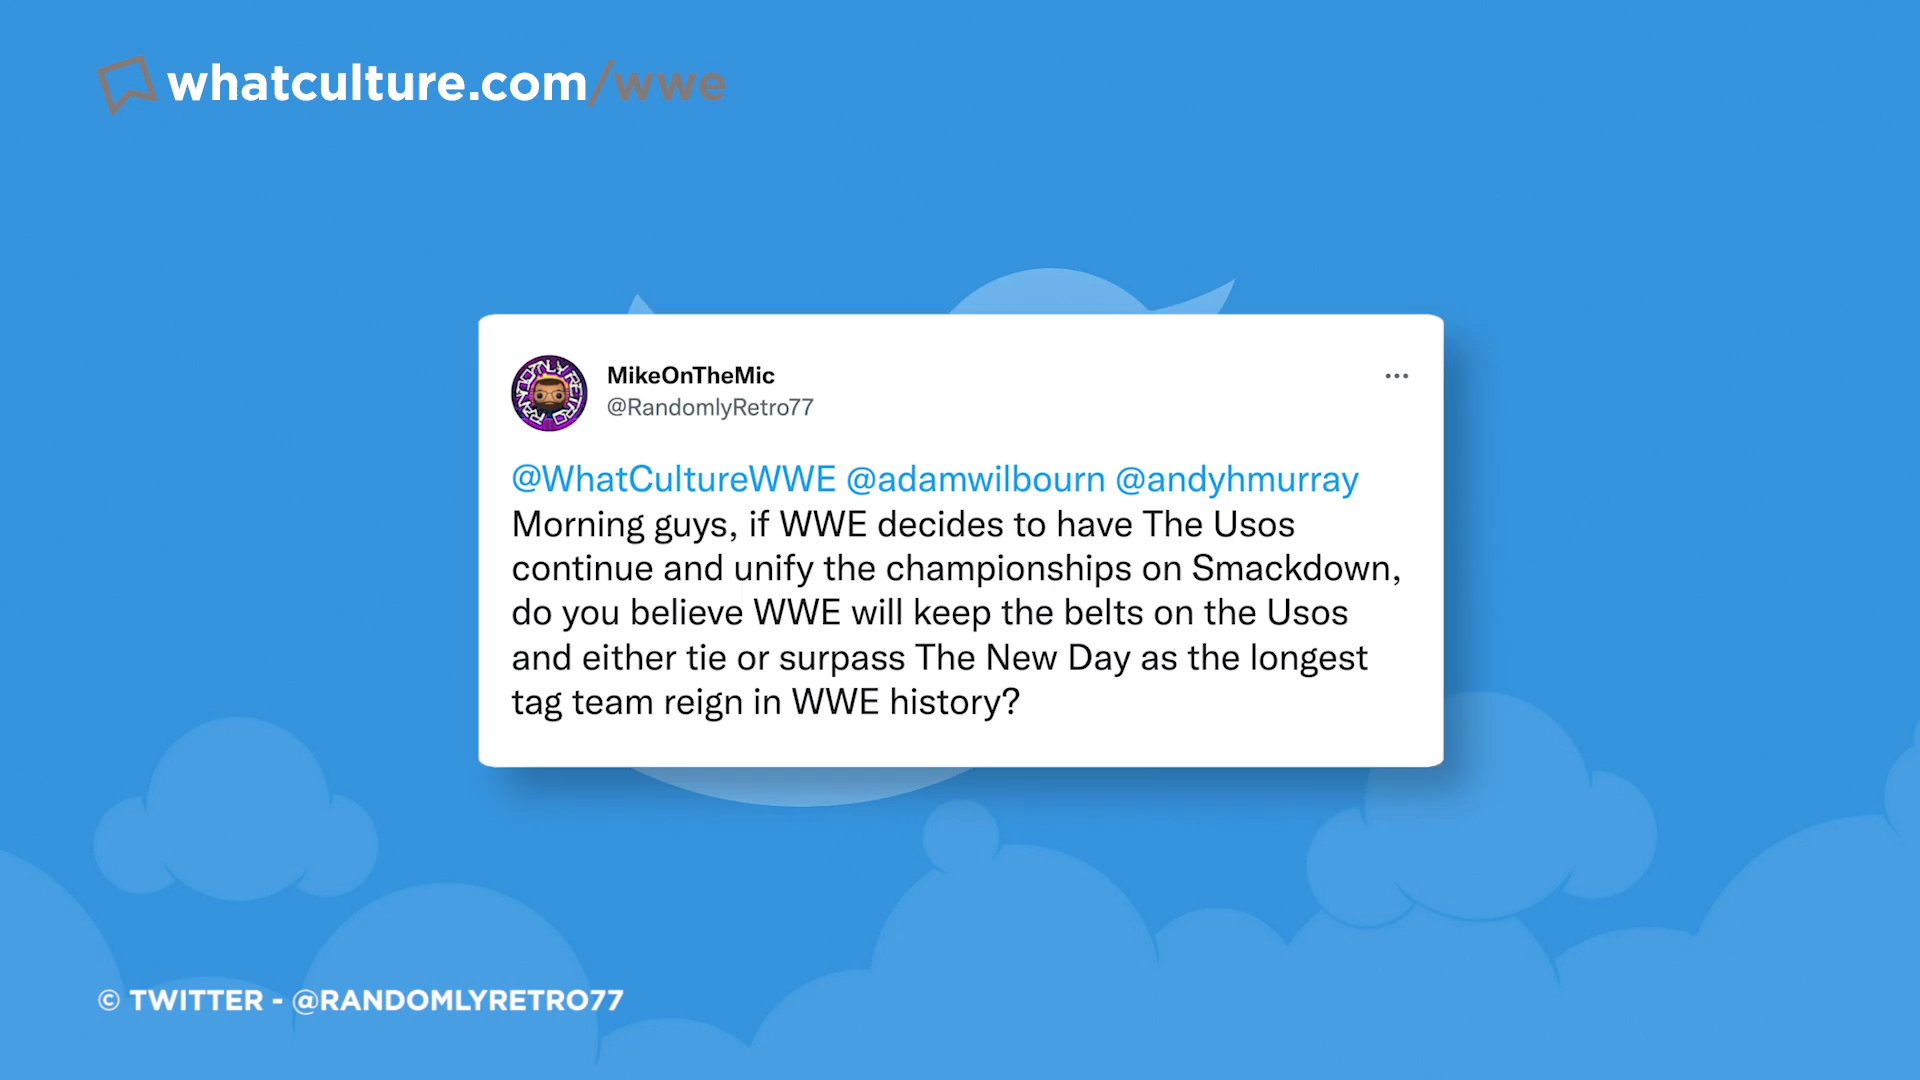 whatculture.com/wwe
MikeOnTheMic
@RandomlyRetro77
@WhatCultureWWE @adamwilbourn @andyhmurray
Morning guys, if WWE decides to have The Usos
continue and unify the championships on Smackdown,
do you believe WWE will keep the belts on the Usos
and either tie or surpass The New Day as the longest
tag team reign in WWE history?
© TWITTER - @RANDOMLYRETRO77